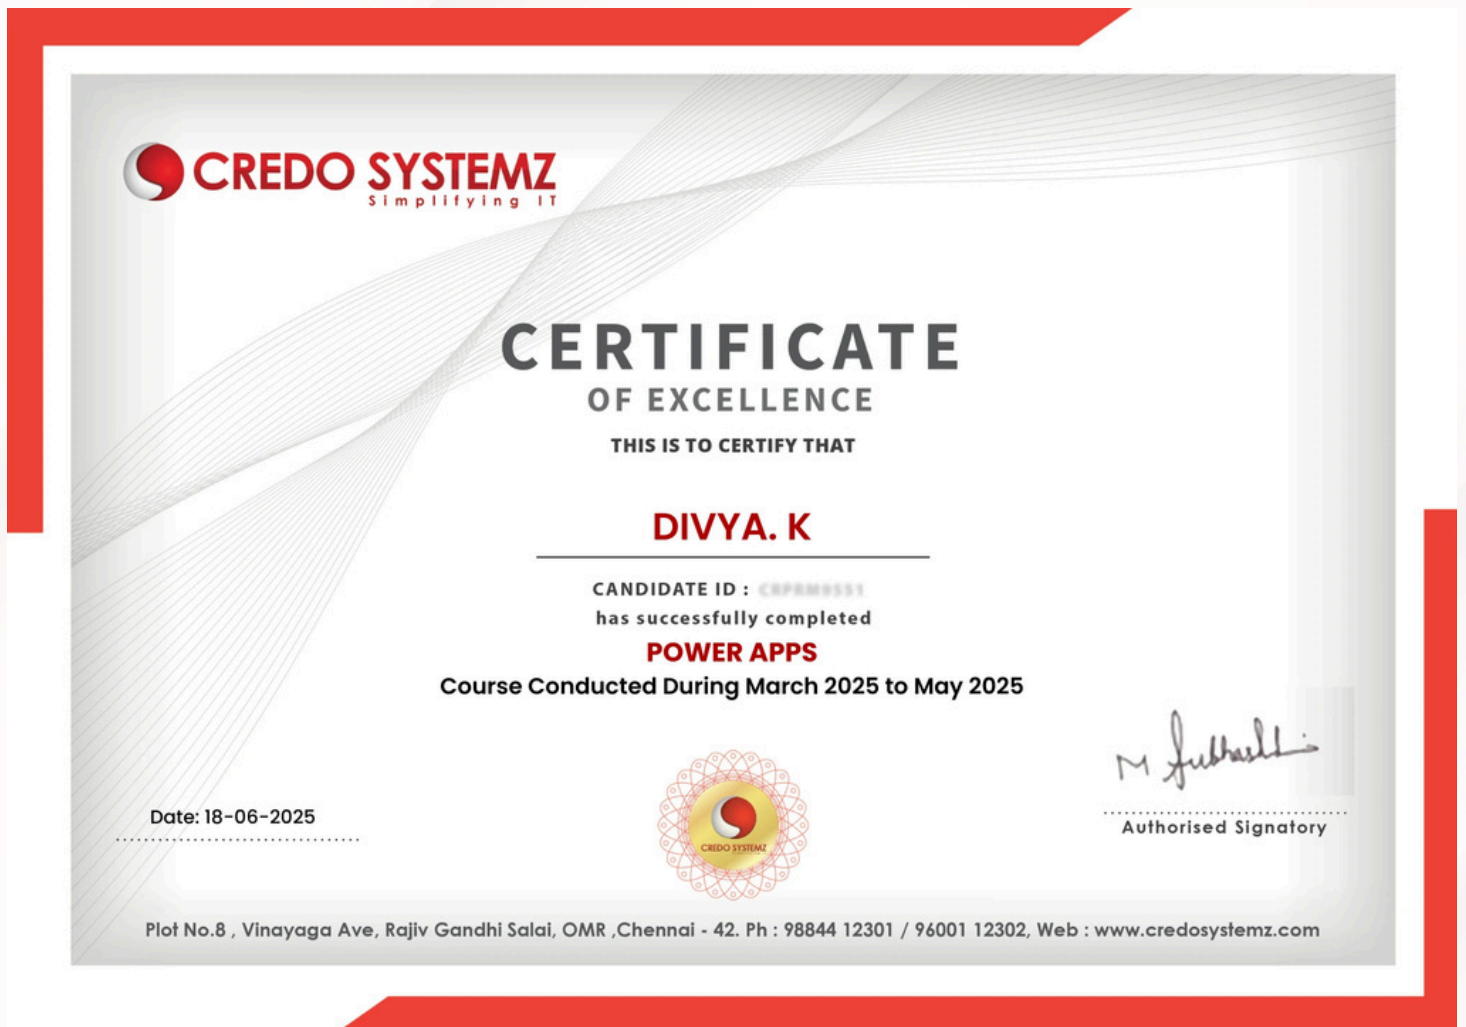 CREDO SYSTEMZ
Simplifying IT
CERTIFICATE
OF EXCELLENCE
THIS IS TO CERTIFY THAT
DIVYA. K
CANDIDATE ID :
has successfully completed
POWER APPS
Course Conducted During March 2025 to May 2025
Date: 18-06-2025
CREDO SYSTEMZ
Authorised Signatory
Plot No.8 , Vinayaga Ave, Rajiv Gandhi Salai, OMR ,Chennai - 42. Ph : 98844 12301 / 96001 12302, Web : www.credosystemz.com